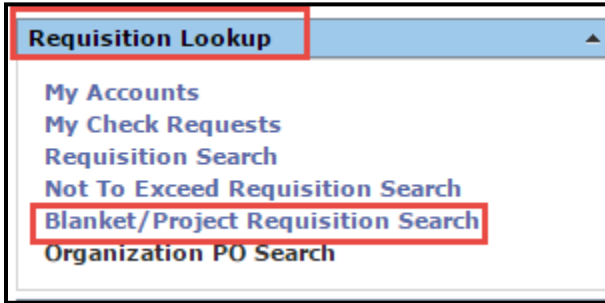 Requisition Lookup
My Accounts
My Check Requests
Requisition Search
Not To Exceed Requisition Search
Blanket/Project Requisition Search
Organization PO Search